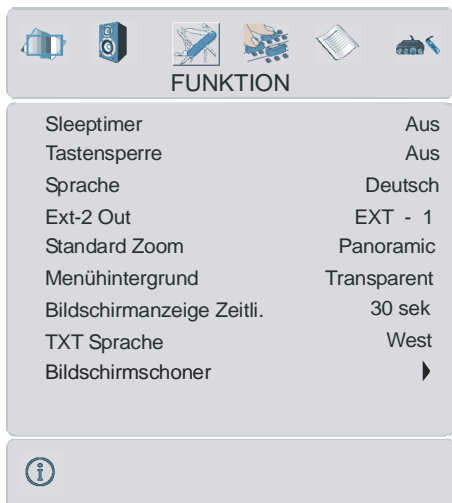 FUNKTION
Sleeptimer Aus
Tastensperre Aus
Sprache Deutsch
Ext-2 Out EXT - 1
Standard Zoom Panoramic
Menühintergrund Transparent
Bildschirmanzeige Zeitli. 30 sek
TXT Sprache West
Bildschirmschoner